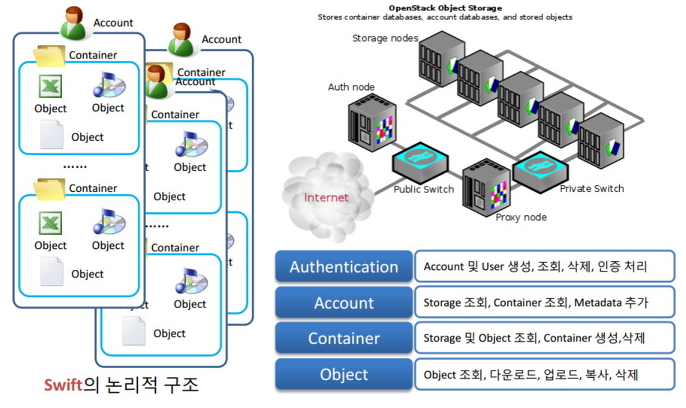 Account
Container
Object
Object
Object
......
Container
Object
Object
Object
Account
Container
Account
Object
......
Container
Object
Swift의 논리적 구조
OpenStack Object Storage
Stores container databases, account databases, and stored objects
Storage nodes
Auth node
Internet
Public Switch
Private Switch
Proxy node
Authentication
Account 및 User 생성, 조회, 삭제, 인증 처리
Account
Storage 조회, Container 조회, Metadata 추가
Container
Storage 및 Object 조회, Container 생성,삭제
Object
Object 조회, 다운로드, 업로드, 복사, 삭제